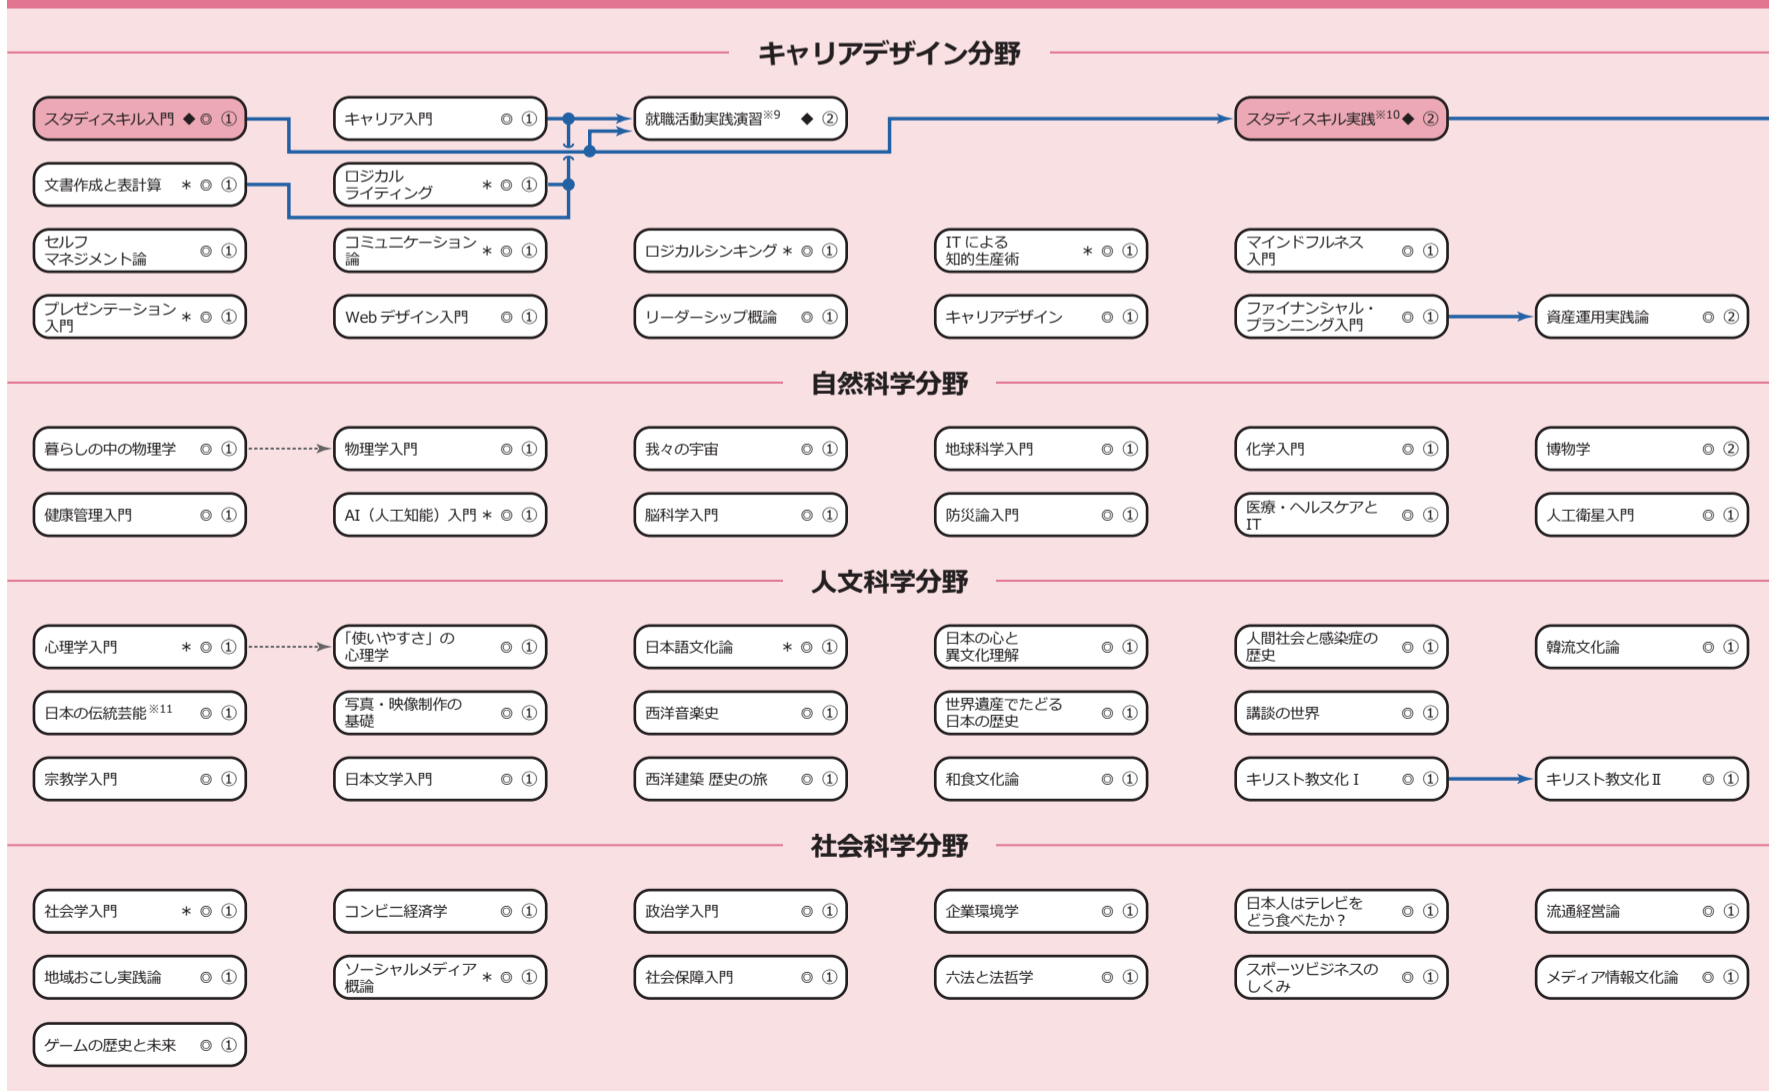 キャリアデザイン分野
スタディスキル入門 ◆ ◎ ①
キャリア入門 ◎ ①
就職活動実践演習※9 ◆ ②
スタディスキル実践※10 ◆ ②
文書作成と表計算 * ◎ ①
ロジカル
ライティング * ◎ ①
セルフ
マネジメント論 ◎ ①
コミュニケーション
論 * ◎ ①
ロジカルシンキング * ◎ ①
IT による
知的生産術 * ◎ ①
マインドフルネス
入門 ◎ ①
プレゼンテーション
入門 * ◎ ①
Web デザイン入門 ◎ ①
リーダーシップ概論 ◎ ①
キャリアデザイン ◎ ①
ファイナンシャル・
プランニング入門 ◎ ①
資産運用実践論 ◎ ②
自然科学分野
暮らしの中の物理学 ◎ ①
物理学入門 ◎ ①
我々の宇宙 ◎ ①
地球科学入門 ◎ ①
化学入門 ◎ ①
博物学 ◎ ②
健康管理入門 ◎ ①
AI（人工知能）入門 * ◎ ①
脳科学入門 ◎ ①
防災論入門 ◎ ①
医療・ヘルスケアと
IT ◎ ①
人工衛星入門 ◎ ①
人文科学分野
心理学入門 * ◎ ①
「使いやすさ」の
心理学 ◎ ①
日本語文化論 * ◎ ①
日本の心と
異文化理解 ◎ ①
人間社会と感染症の
歴史 ◎ ①
韓流文化論 ◎ ①
日本の伝統芸能※11 ◎ ①
写真・映像制作の
基礎 ◎ ①
西洋音楽史 ◎ ①
世界遺産でたどる
日本の歴史 ◎ ①
講談の世界 ◎ ①
宗教学入門 ◎ ①
日本文学入門 ◎ ①
西洋建築 歴史の旅 ◎ ①
和食文化論 ◎ ①
キリスト教文化 I ◎ ①
キリスト教文化 II ◎ ①
社会科学分野
社会学入門 * ◎ ①
コンビニ経済学 ◎ ①
政治学入門 ◎ ①
企業環境学 ◎ ①
日本人はテレビを
どう食べたか？ ◎ ①
流通経営論 ◎ ①
地域おこし実践論 ◎ ①
ソーシャルメディア
概論 * ◎ ①
社会保障入門 ◎ ①
六法と法哲学 ◎ ①
スポーツビジネスの
しくみ ◎ ①
メディア情報文化論 ◎ ①
ゲームの歴史と未来 ◎ ①